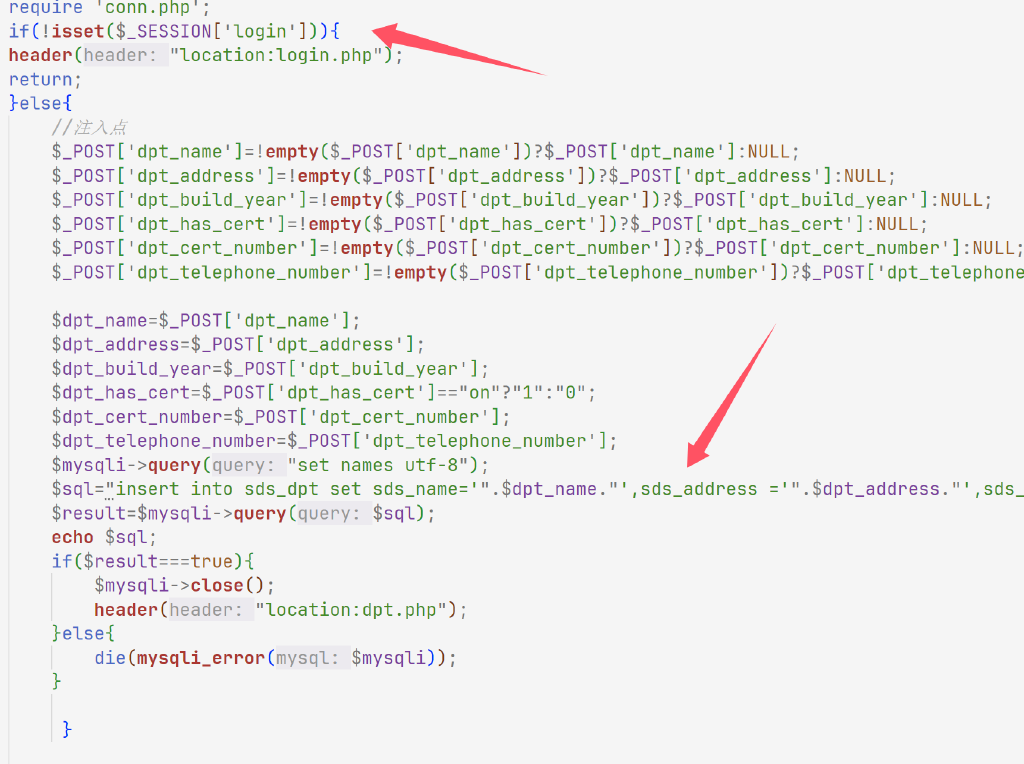 require 'conn.php';
if(!isset($_SESSION['login'])){
header(header: "location:login.php");
return;
}else{
//注入点
$_POST['dpt_name']=!empty($_POST['dpt_name'])?$_POST['dpt_name']:NULL;
$_POST['dpt_address']=!empty($_POST['dpt_address'])?$_POST['dpt_address']:NULL;
$_POST['dpt_build_year']=!empty($_POST['dpt_build_year'])?$_POST['dpt_build_year']:NULL;
$_POST['dpt_has_cert']=!empty($_POST['dpt_has_cert'])?$_POST['dpt_has_cert']:NULL;
$_POST['dpt_cert_number']=!empty($_POST['dpt_cert_number'])?$_POST['dpt_cert_number']:NULL;
$_POST['dpt_telephone_number']=!empty($_POST['dpt_telephone_number'])?$_POST['dpt_telephone
$dpt_name=$_POST['dpt_name'];
$dpt_address=$_POST['dpt_address'];
$dpt_build_year=$_POST['dpt_build_year'];
$dpt_has_cert=$_POST['dpt_has_cert']=="on"?"1":"0";
$dpt_cert_number=$_POST['dpt_cert_number'];
$dpt_telephone_number=$_POST['dpt_telephone_number'];
$mysqli->query(query: "set names utf-8");
$sql="insert into sds_dpt set sds_name='".$dpt_name."',sds_address ='".$dpt_address."',sds_
$result=$mysqli->query(query: $sql);
echo $sql;
if($result===true){
$mysqli->close();
header(header: "location:dpt.php");
}else{
die(mysqli_error(mysql: $mysqli));
}
}